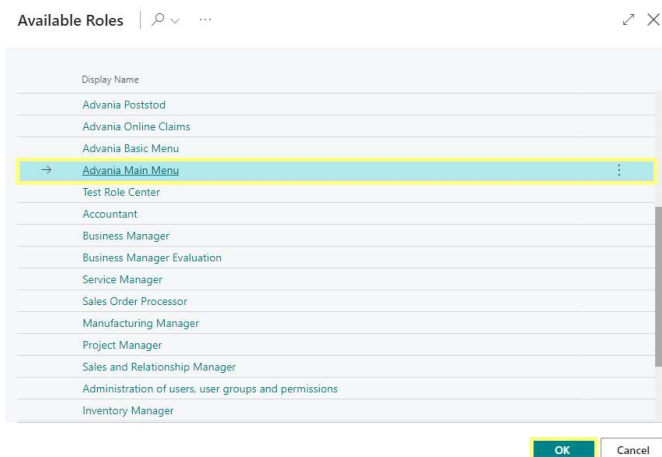 Available Roles
Display Name
Advania Poststod
Advania Online Claims
Advania Basic Menu
Advania Main Menu
Test Role Center
Accountant
Business Manager
Business Manager Evaluation
Service Manager
Sales Order Processor
Manufacturing Manager
Project Manager
Sales and Relationship Manager
Administration of users, user groups and permissions
Inventory Manager
OK Cancel